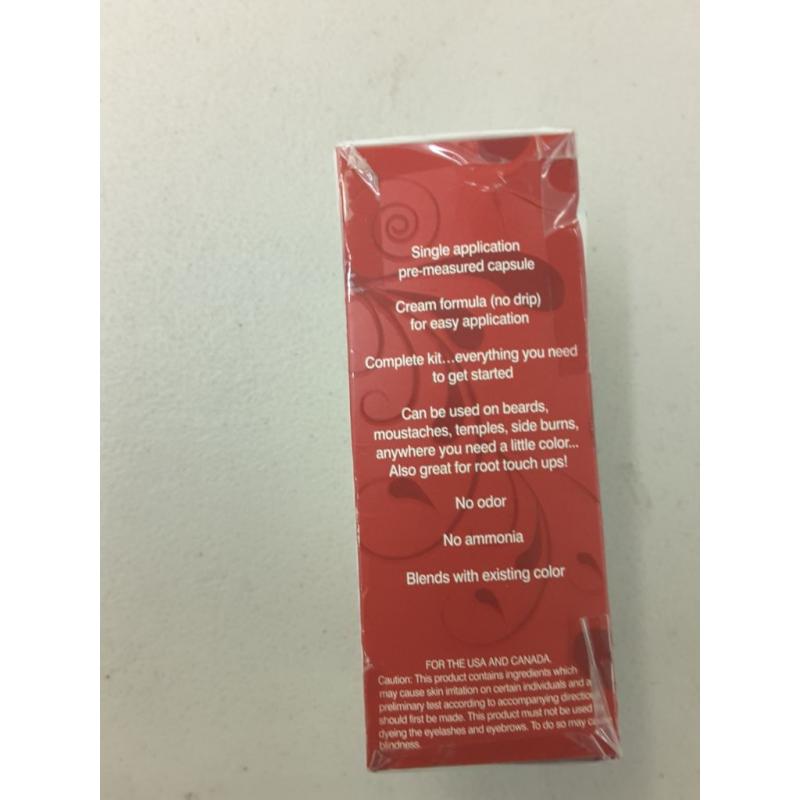 Single application
pre-measured capsule
Cream formula (no drip)
for easy application
Complete kit...everything you need
to get started
Can be used on beards,
moustaches, temples, side burns,
anywhere you need a little color...
Also great for root touch ups!
No odor
No ammonia
Blends with existing color
FOR THE USA AND CANADA.
Caution: This product contains ingredients which
may cause skin irritation on certain individuals and a
preliminary test according to accompanying
should first be made. This product must not be used
dyeing the eyelashes and eyebrows. To do so may
blindness.